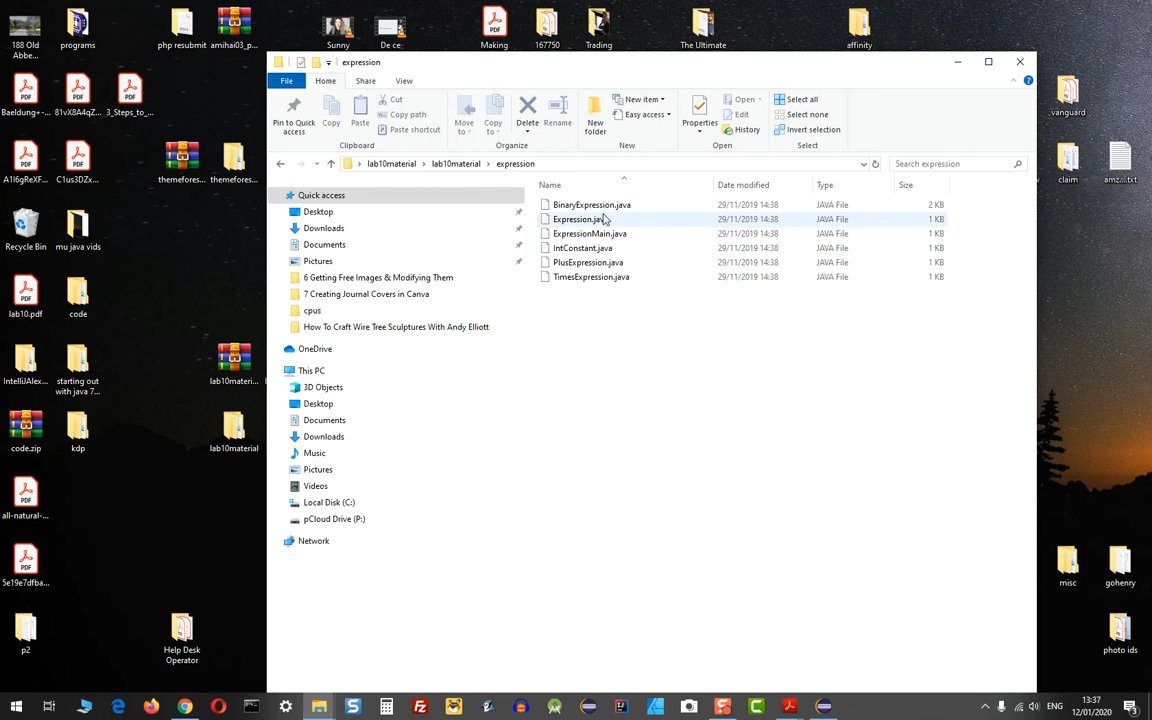 188 Old
Abbe...
programs
php resubmit
amihai03_p...
Sunny
De ce
Making
167750
Trading
The Ultimate
affinity
expression
File
Home
Share
View
Pin to Quick
access
Copy
Paste
Cut
Copy path
Paste shortcut
Clipboard
Move
to
Copy
to
Delete
Rename
Organize
New
folder
New item
Easy access
New
Properties
Open
Edit
History
Open
Select all
Select none
Invert selection
Select
lab10material
lab10material
expression
Search expression
Quick access
Desktop
Downloads
Documents
Pictures
6 Getting Free Images & Modifying Them
7 Creating Journal Covers in Canva
cpus
How To Craft Wire Tree Sculptures With Andy Elliott
OneDrive
This PC
3D Objects
Desktop
Documents
Downloads
Music
Pictures
Videos
Local Disk (C:)
pCloud Drive (P:)
Network
Name
Date modified
Type
Size
BinaryExpression.java 29/11/2019 14:38 JAVA File 2 KB
Expression.java 29/11/2019 14:38 JAVA File 1 KB
ExpressionMain.java 29/11/2019 14:38 JAVA File 1 KB
IntConstant.java 29/11/2019 14:38 JAVA File 1 KB
PlusExpression.java 29/11/2019 14:38 JAVA File 1 KB
TimesExpression.java 29/11/2019 14:38 JAVA File 1 KB
Baeldung+-...
81vX8A4qZ...
3_Steps_to_...
A1I6gReXF...
C1us3DZx...
themefores...
themefores...
Recycle Bin
mu java vids
lab10.pdf
code
IntelliJAlex...
starting out
with java 7...
lab10materi...
code.zip
kdp
lab10material
all-natural-...
5e19e7dfba...
p2
Help Desk
Operator
vanguard
claim
amz...txt
misc
gohenry
photo ids
ENG
13:37
12/01/2020
3